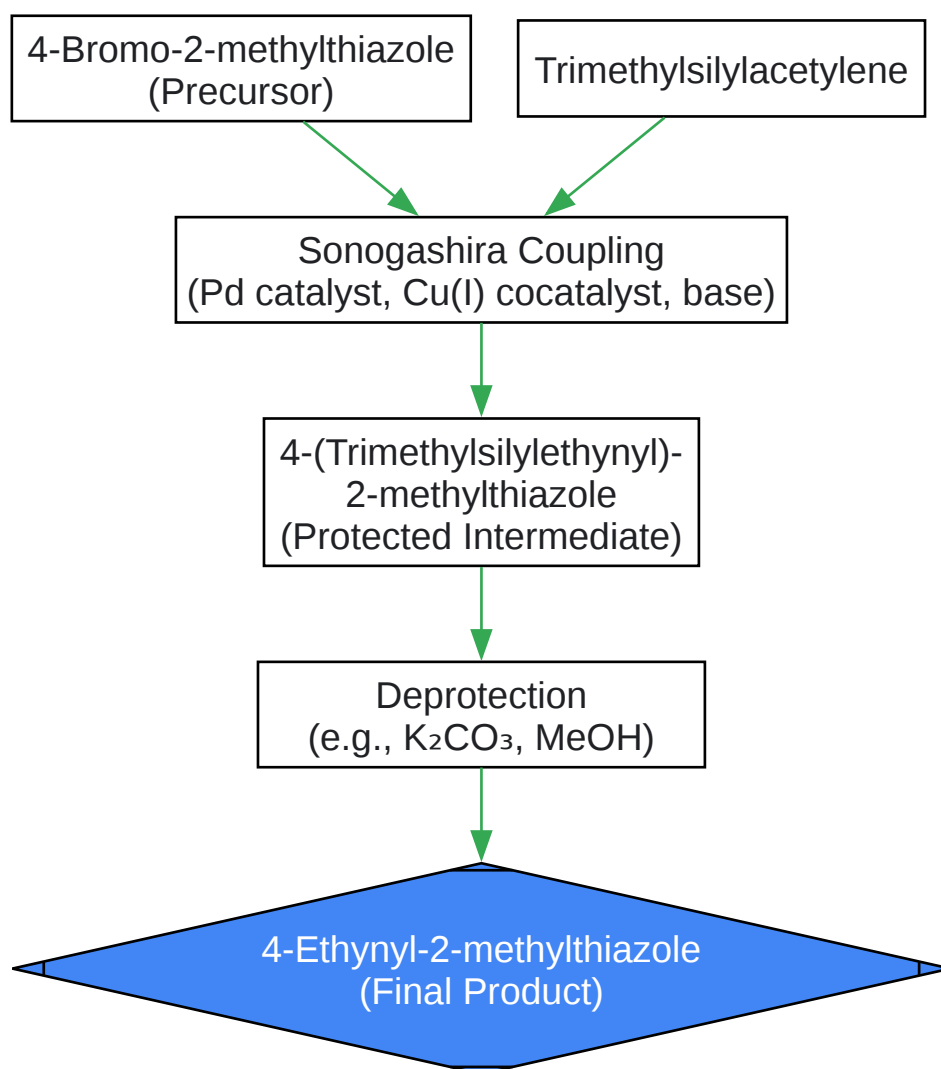 4-Bromo-2-methylthiazole
(Precursor)
Trimethylsilylacetylene
Sonogashira Coupling
(Pd catalyst, Cu(I) cocatalyst, base)
4-(Trimethylsilylethynyl)-
2-methylthiazole
(Protected Intermediate)
Deprotection
(e.g., K₂CO₃, MeOH)
4-Ethynyl-2-methylthiazole
(Final Product)